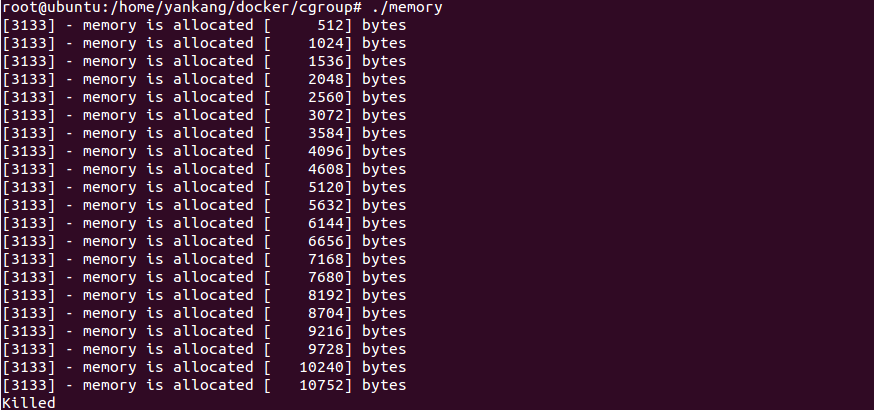 root@ubuntu:/home/yankang/docker/cgroup# ./memory
[3133] - memory is allocated [     512] bytes
[3133] - memory is allocated [    1024] bytes
[3133] - memory is allocated [    1536] bytes
[3133] - memory is allocated [    2048] bytes
[3133] - memory is allocated [    2560] bytes
[3133] - memory is allocated [    3072] bytes
[3133] - memory is allocated [    3584] bytes
[3133] - memory is allocated [    4096] bytes
[3133] - memory is allocated [    4608] bytes
[3133] - memory is allocated [    5120] bytes
[3133] - memory is allocated [    5632] bytes
[3133] - memory is allocated [    6144] bytes
[3133] - memory is allocated [    6656] bytes
[3133] - memory is allocated [    7168] bytes
[3133] - memory is allocated [    7680] bytes
[3133] - memory is allocated [    8192] bytes
[3133] - memory is allocated [    8704] bytes
[3133] - memory is allocated [    9216] bytes
[3133] - memory is allocated [    9728] bytes
[3133] - memory is allocated [   10240] bytes
[3133] - memory is allocated [   10752] bytes
Killed